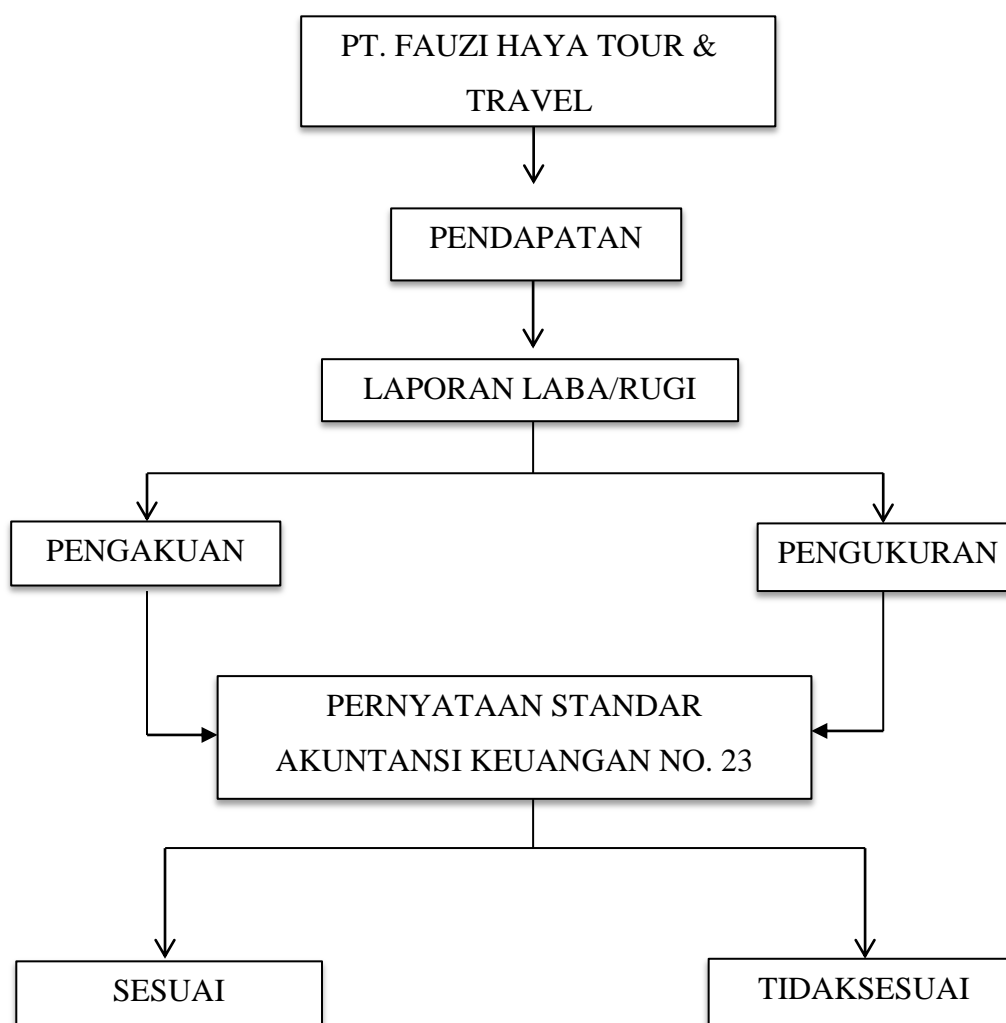 PT. FAUZI HAYA TOUR &
TRAVEL
PENDAPATAN
LAPORAN LABA/RUGI
PENGAKUAN
PENGUKURAN
PERNYATAAN STANDAR
AKUNTANSI KEUANGAN NO. 23
SESUAI
TIDAKSESUAI